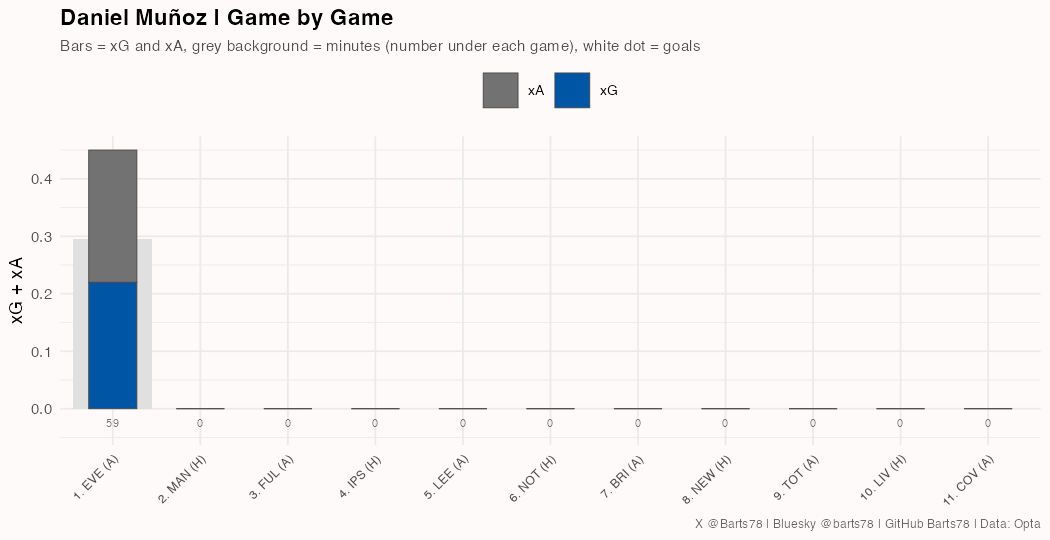 Daniel Muñoz | Game by Game
Bars = xG and xA, grey background = minutes (number under each game), white dot = goals
xA xG
xG + xA
0.4
0.3
0.2
0.1
0.0
59 0 0 0 0 0 0 0 0 0 0
1. EVE (A) 2. MAN (H) 3. FUL (A) 4. IPS (H) 5. LEE (A) 6. NOT (H) 7. BRI (A) 8. NEW (H) 9. TOT (A) 10. LIV (H) 11. COV (A)
X @Barts78 | Bluesky @barts78 | GitHub Barts78 | Data: Opta